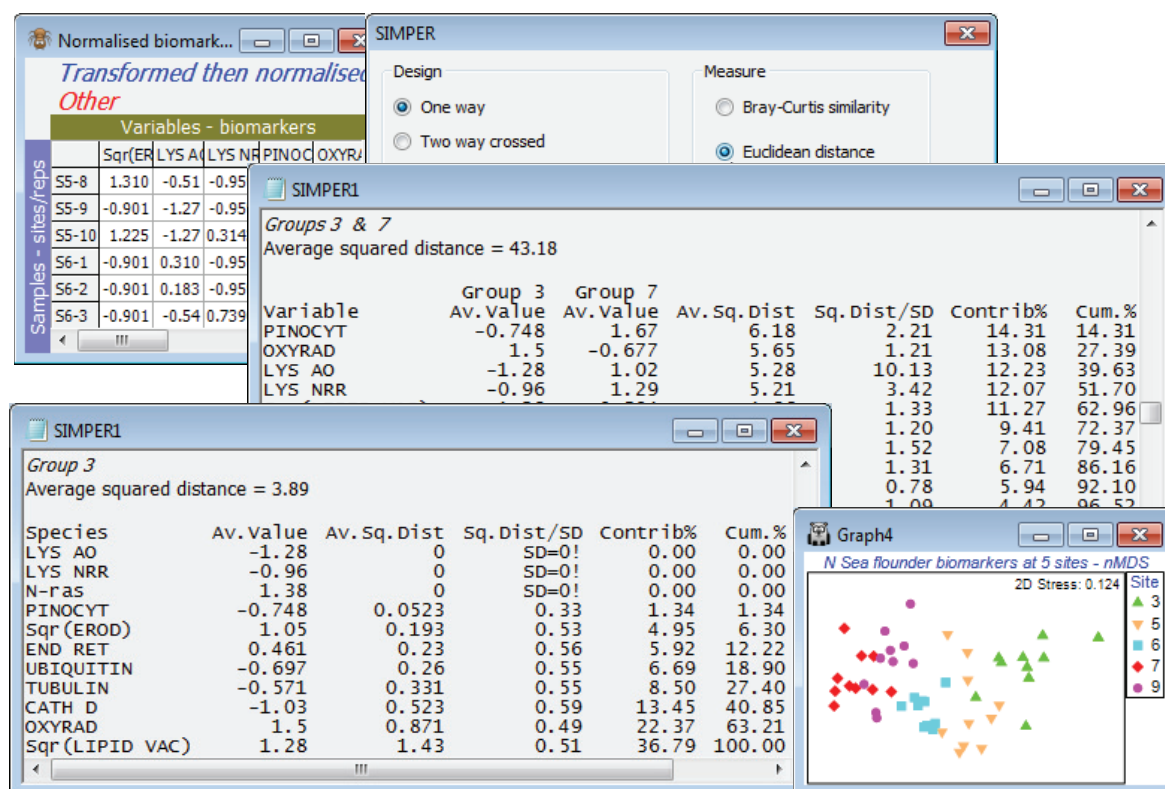 Normalised biomark...
Transformed then normalised
Other
Variables - biomarkers
Samples - sites/reps
Sqr(ER LYS A LYS NR PINOC OXYR
S5-8 1.310 -0.51 -0.95
S5-9 -0.901 -1.27 -0.95
S5-10 1.225 -1.27 0.314
S6-1 -0.901 0.310 -0.95
S6-2 -0.901 0.183 -0.95
S6-3 -0.901 -0.54 0.739
SIMPER
Design
One way
Two way crossed
Measure
Bray-Curtis similarity
Euclidean distance
SIMPER1
Groups 3 & 7
Average squared distance = 43.18
Group 3 Group 7
Variable Av.Value Av.Value Av.Sq.Dist Sq.Dist/SD Contrib% Cum.%
PINOCYT -0.748 1.67 6.18 2.21 14.31 14.31
OXYRAD 1.5 -0.677 5.65 1.21 13.08 27.39
LYS AO -1.28 1.02 5.28 10.13 12.23 39.63
LYS NRR -0.96 1.29 5.21 3.42 12.07 51.70
1.33 11.27 62.96
1.20 9.41 72.37
1.52 7.08 79.45
1.31 6.71 86.16
0.78 5.94 92.10
1.09 4.42 96.52
SIMPER1
Group 3
Average squared distance = 3.89
Species Av.Value Av.Sq.Dist Sq.Dist/SD Contrib% Cum.%
LYS AO -1.28 0 SD=0! 0.00 0.00
LYS NRR -0.96 0 SD=0! 0.00 0.00
N-ras 1.38 0 SD=0! 0.00 0.00
PINOCYT -0.748 0.0523 0.33 1.34 1.34
Sqr(EROD) 1.05 0.193 0.53 4.95 6.30
END RET 0.461 0.23 0.56 5.92 12.22
UBIQUITIN -0.697 0.26 0.55 6.69 18.90
TUBULIN -0.571 0.331 0.55 8.50 27.40
CATH D -1.03 0.523 0.59 13.45 40.85
OXYRAD 1.5 0.871 0.49 22.37 63.21
Sqr(LIPID VAC) 1.28 1.43 0.51 36.79 100.00
Graph4
N Sea flounder biomarkers at 5 sites - nMDS
2D Stress: 0.124
Site
3
5
6
7
9